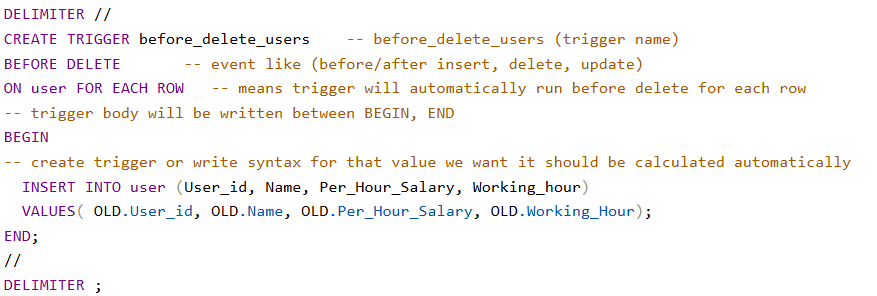 DELIMITER //
CREATE TRIGGER before_delete_users    -- before_delete_users (trigger name)
BEFORE DELETE       -- event like (before/after insert, delete, update)
ON user FOR EACH ROW   -- means trigger will automatically run before delete for each row
-- trigger body will be written between BEGIN, END
BEGIN
-- create trigger or write syntax for that value we want it should be calculated automatically
  INSERT INTO user (User_id, Name, Per_Hour_Salary, Working_hour)
  VALUES( OLD.User_id, OLD.Name, OLD.Per_Hour_Salary, OLD.Working_Hour);
END;
//
DELIMITER ;